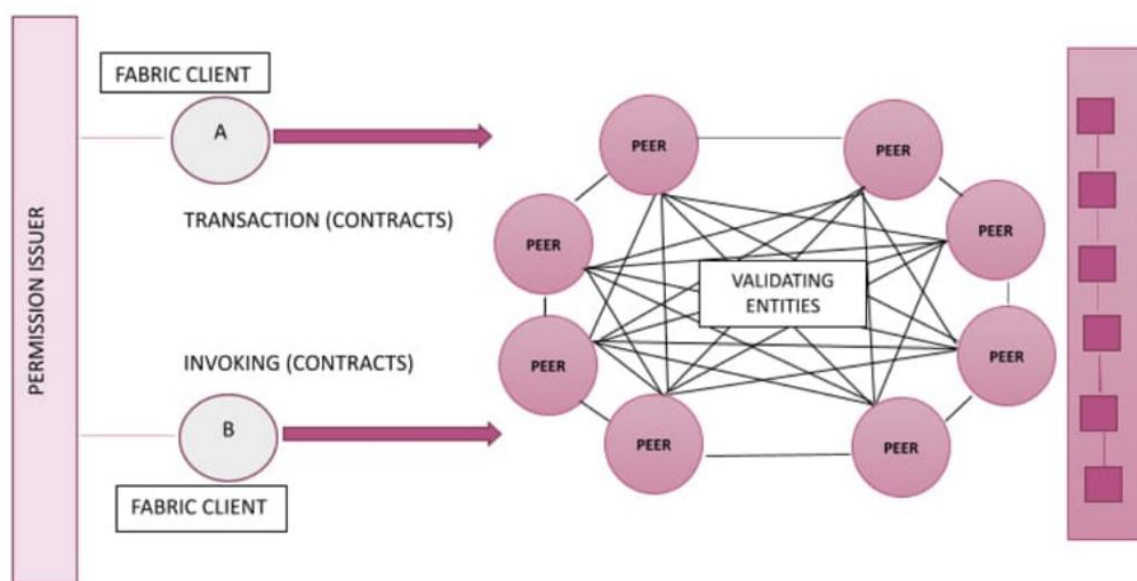 PERMISSION ISSUER
FABRIC CLIENT
A
TRANSACTION (CONTRACTS)
INVOKING (CONTRACTS)
B
FABRIC CLIENT
PEER
PEER
PEER
PEER
VALIDATING
ENTITIES
PEER
PEER
PEER
PEER